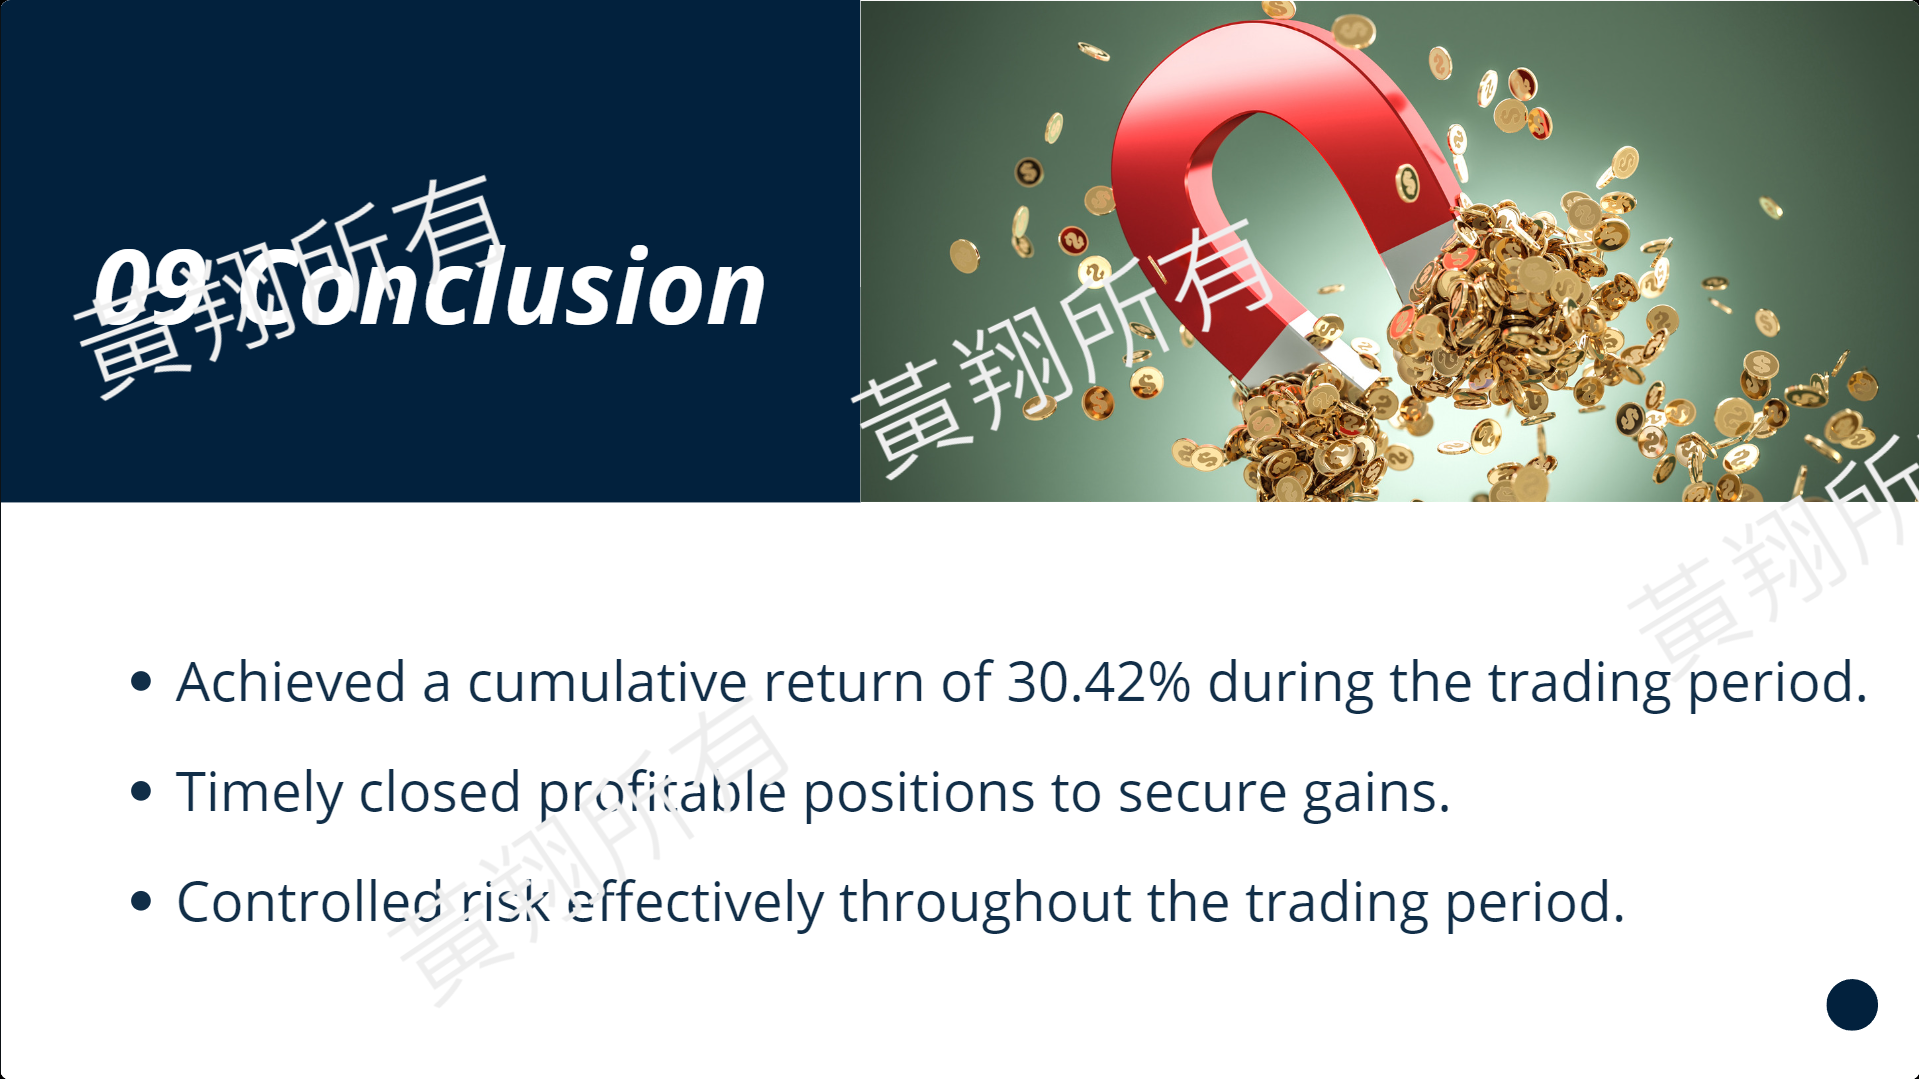 09 Conclusion
黃翔所有
黃翔所有
黃翔所
Achieved a cumulative return of 30.42% during the trading period.
Timely closed profitable positions to secure gains.
黃翔所有
Controlled risk effectively throughout the trading period.